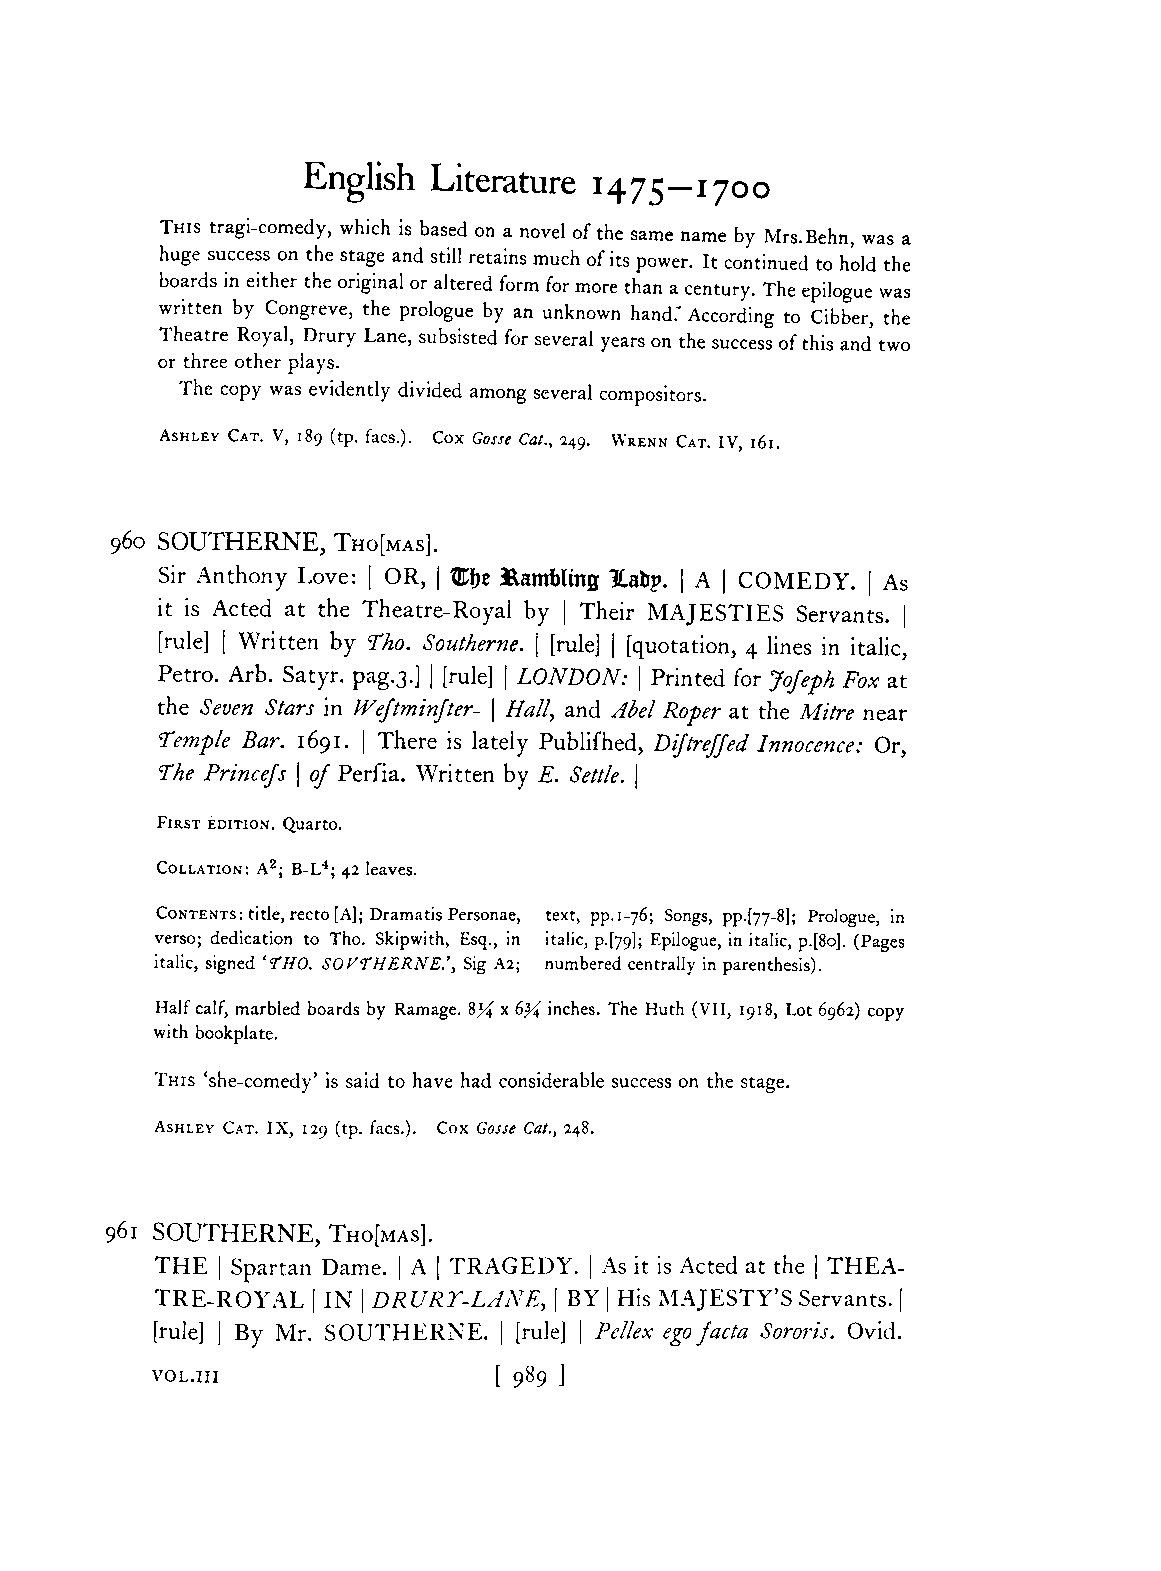 English Literature 1475–1700
THIS tragi-comedy, which is based on a novel of the same name by Mrs.Behn, was a
huge success on the stage and still retains much of its power. It continued to hold the
boards in either the original or altered form for more than a century. The epilogue was
written by Congreve, the prologue by an unknown hand. According to Cibber, the
Theatre Royal, Drury Lane, subsisted for several years on the success of this and two
or three other plays.
The copy was evidently divided among several compositors.
ASHLEY CAT. V, 189 (tp. facs.). COX Gosse Cat., 249. WRENN CAT. IV, 161.
960 SOUTHERNE, THO[MAS].
Sir Anthony Love: | OR, | The Rambling Lady. | A | COMEDY. | As
it is Acted at the Theatre-Royal by | Their MAJESTIES Servants. |
[rule] | Written by Tho. Southerne. | [rule] | [quotation, 4 lines in italic,
Petro. Arb. Satyr. pag.3.] | [rule] | LONDON: | Printed for Joſeph Fox at
the Seven Stars in Weſtminſter- | Hall, and Abel Roper at the Mitre near
Temple Bar. 1691. | There is lately Publiſhed, Diſtreſſed Innocence: Or,
The Princeſs | of Perſia. Written by E. Settle. |
FIRST EDITION. Quarto.
COLLATION: A²; B-L⁴; 42 leaves.
CONTENTS: title, recto [A]; Dramatis Personae,
verso; dedication to Tho. Skipwith, Esq., in
italic, signed ‘THO. SOVTHERNE.’, Sig A2;
text, pp.1-76; Songs, pp.[77-8]; Prologue, in
italic, p.[79]; Epilogue, in italic, p.[80]. (Pages
numbered centrally in parenthesis).
Half calf, marbled boards by Ramage. 8¼ x 6¾ inches. The Huth (VII, 1918, Lot 6962) copy
with bookplate.
THIS ‘she-comedy’ is said to have had considerable success on the stage.
ASHLEY CAT. IX, 129 (tp. facs.). COX Gosse Cat., 248.
961 SOUTHERNE, THO[MAS].
THE | Spartan Dame. | A | TRAGEDY. | As it is Acted at the | THEA-
TRE-ROYAL | IN | DRURY-LANE, | BY | His MAJESTY'S Servants. |
[rule] | By Mr. SOUTHERNE. | [rule] | Pellex ego facta Sororis. Ovid.
VOL.III [ 989 ]